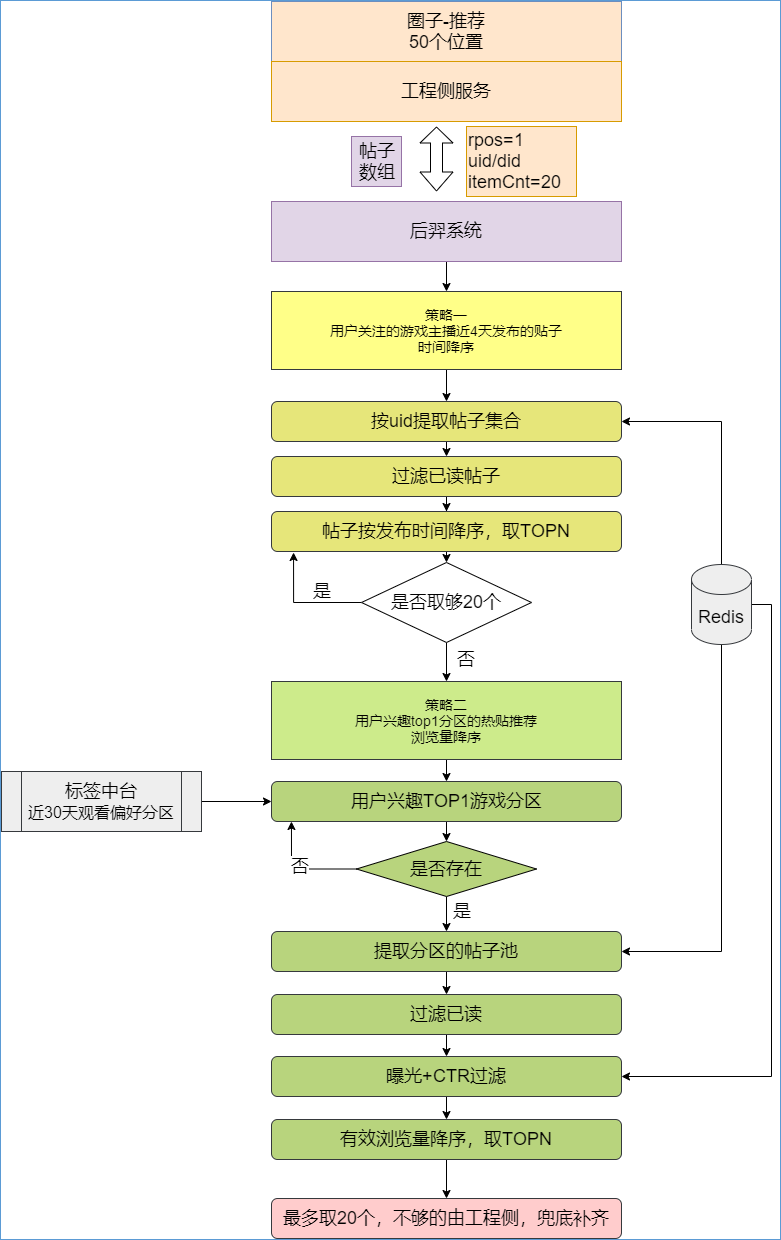 圈子-推荐
50个位置
工程侧服务
帖子
数组
rpos=1
uid/did
itemCnt=20
后羿系统
策略一
用户关注的游戏主播近4天发布的贴子
时间降序
按uid提取帖子集合
过滤已读帖子
帖子按发布时间降序，取TOPN
是
是否取够20个
Redis
否
策略二
用户兴趣top1分区的热贴推荐
浏览量降序
标签中台
近30天观看偏好分区
用户兴趣TOP1游戏分区
否
是否存在
是
提取分区的帖子池
过滤已读
曝光+CTR过滤
有效浏览量降序，取TOPN
最多取20个，不够的由工程侧，兜底补齐